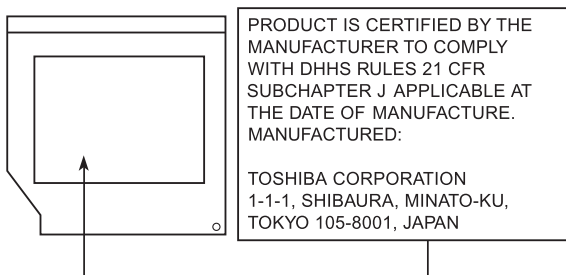 PRODUCT IS CERTIFIED BY THE
MANUFACTURER TO COMPLY
WITH DHHS RULES 21 CFR
SUBCHAPTER J APPLICABLE AT
THE DATE OF MANUFACTURE.
MANUFACTURED:
TOSHIBA CORPORATION
1-1-1, SHIBAURA, MINATO-KU,
TOKYO 105-8001, JAPAN